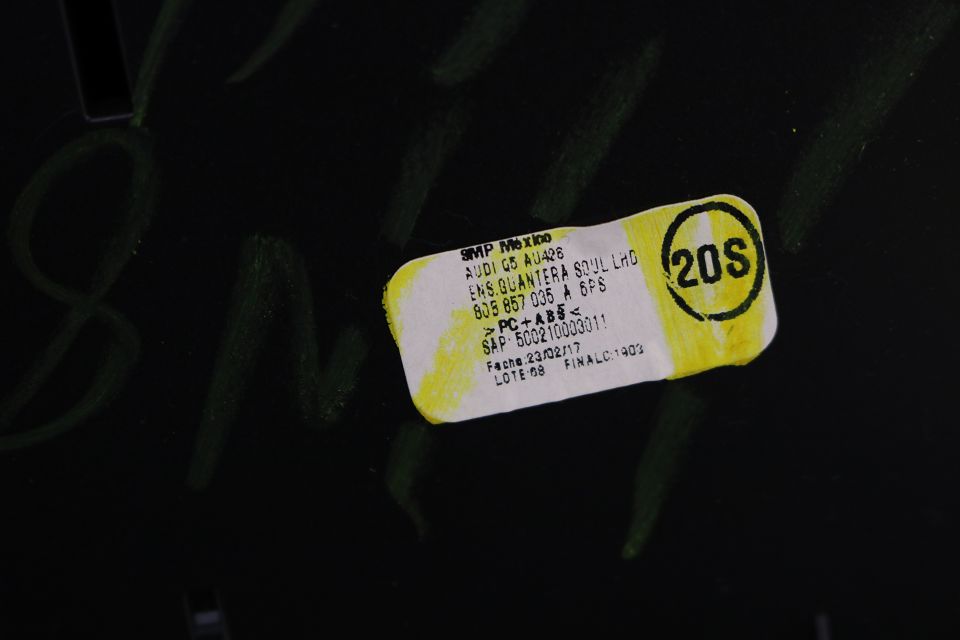 SMP Mexico
AUDI Q5 AU426
ENS.GUANTERA SOUL LHD
805 857 035 A 6PS
>PC+ABS<
SAP: 500210003011
Fecha:23/02/17
LOTE:68 FINALC:1903
20S